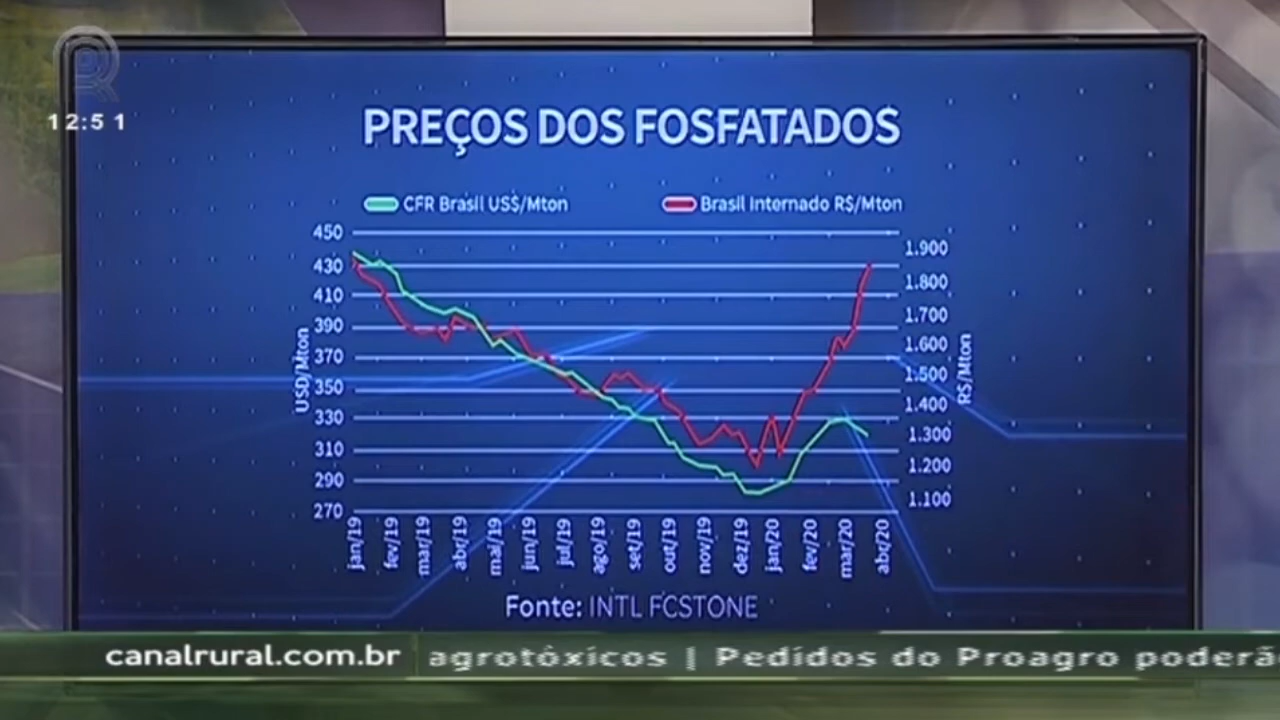 12:51
PREÇOS DOS FOSFATADOS
CFR Brasil US$/Mton
Brasil Internado R$/Mton
450
430
410
390
370
350
330
310
290
270
USD/Mton
1.900
1.800
1.700
1.600
1.500
1.400
1.300
1.200
1.100
R$/Mton
jan/19
fev/19
mar/19
abr/19
mai/19
jun/19
jul/19
ago/19
set/19
out/19
nov/19
dez/19
jan/20
fev/20
mar/20
abr/20
Fonte: INTL FCSTONE
canalrural.com.br
agrotóxicos | Pedidos do Proagro poderã